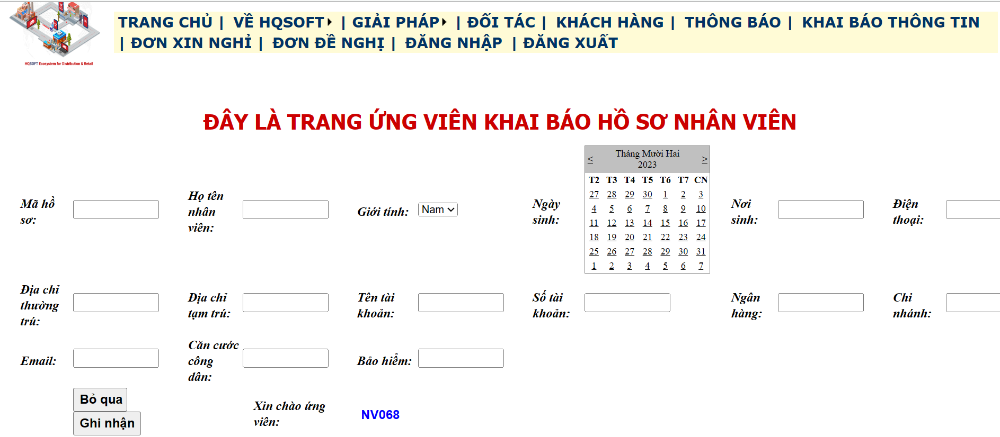 HQSOFT Ecosystem for Distribution & Retail
TRANG CHỦ | VỀ HQSOFT | GIẢI PHÁP | ĐỐI TÁC | KHÁCH HÀNG | THÔNG BÁO | KHAI BÁO THÔNG TIN
| ĐƠN XIN NGHỈ | ĐƠN ĐỀ NGHỊ | ĐĂNG NHẬP | ĐĂNG XUẤT
ĐÂY LÀ TRANG ỨNG VIÊN KHAI BÁO HỒ SƠ NHÂN VIÊN
Mã hồ
sơ:
Họ tên
nhân
viên:
Giới tính: Nam
Ngày
sinh:
< Tháng Mười Hai >
2023
T2 T3 T4 T5 T6 T7 CN
27 28 29 30 1 2 3
4 5 6 7 8 9 10
11 12 13 14 15 16 17
18 19 20 21 22 23 24
25 26 27 28 29 30 31
1 2 3 4 5 6 7
Nơi
sinh:
Điện
thoại:
Địa chỉ
thường
trú:
Địa chỉ
tạm trú:
Tên tài
khoản:
Số tài
khoản:
Ngân
hàng:
Chi
nhánh:
Email:
Căn cước
công
dân:
Bảo hiểm:
Bỏ qua
Ghi nhận
Xin chào ứng
viên:
NV068